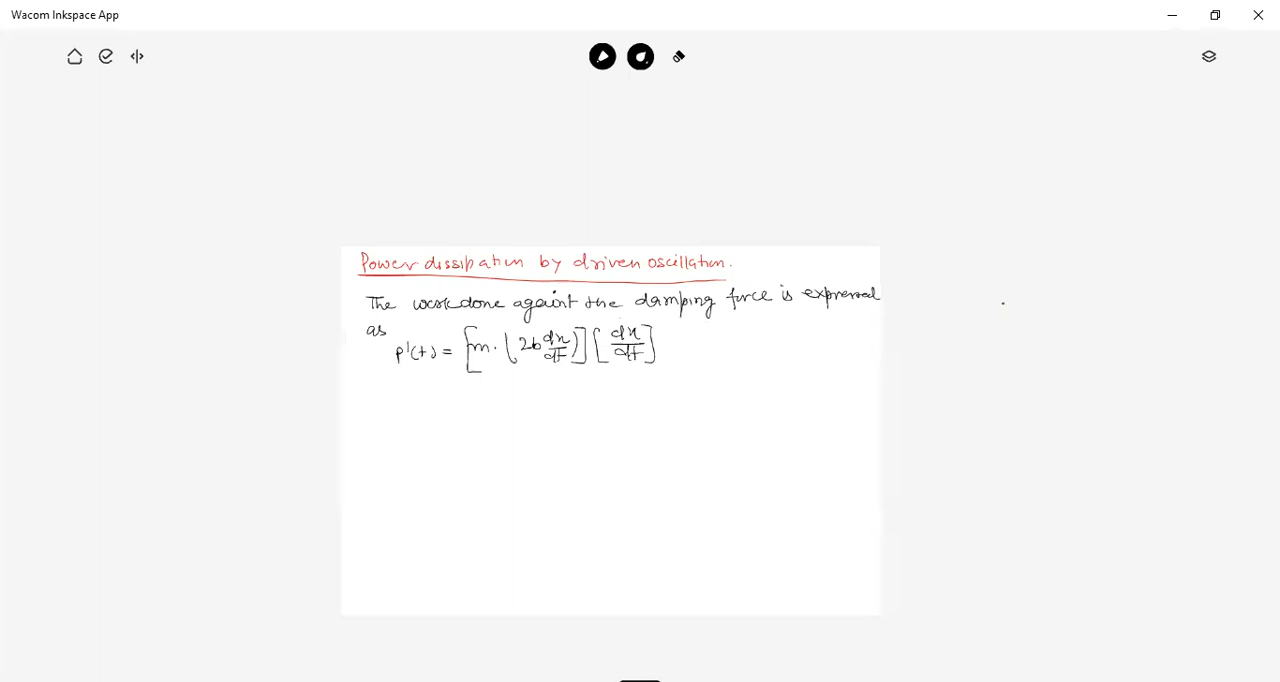 Wacom Inkspace App
Power dissipation by driven oscillation.
The workdone against the damping force is expressed
as
P'(t) = [m. (2b dx/dt)] [dx/dt]